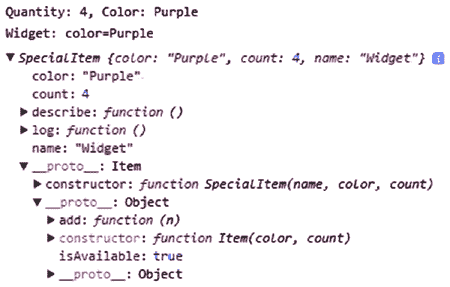 Quantity: 4, Color: Purple
Widget: color=Purple
▼SpecialItem {color: "Purple", count: 4, name: "Widget"} i
color: "Purple"
count: 4
▶describe: function ()
▶log: function ()
name: "Widget"
▼__proto__: Item
▶constructor: function SpecialItem(name, color, count)
▼__proto__: Object
▶add: function (n)
▶constructor: function Item(color, count)
isAvailable: true
▶__proto__: Object